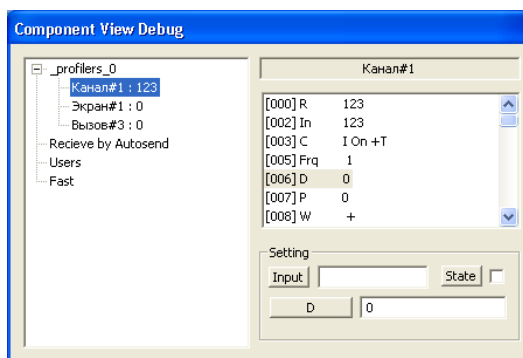 Component View Debug
_profilers_0
Канал#1 : 123
Экран#1 : 0
Вызов#3 : 0
Recieve by Autosend
Users
Fast
Канал#1
[000] R 123
[002] In 123
[003] C I On +T
[005] Frq 1
[006] D 0
[007] P 0
[008] W +
Setting
Input State
D 0